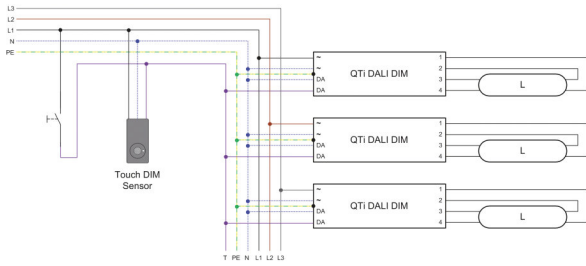 L3
L2
L1
N
PE
~
~
DA
DA
QTi DALI DIM
1
2
3
4
L
Touch DIM
Sensor
~
~
DA
DA
QTi DALI DIM
1
2
3
4
L
~
~
DA
DA
QTi DALI DIM
1
2
3
4
L
T PE N L1 L2 L3